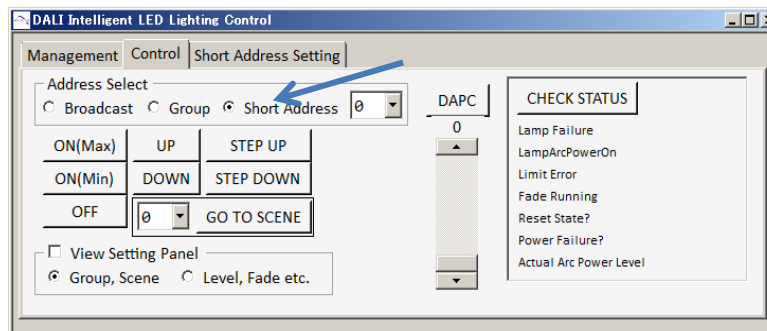 DALI Intelligent LED Lighting Control
Management Control Short Address Setting
Address Select
Broadcast Group Short Address 0
DAPC
0
CHECK STATUS
Lamp Failure
LampArcPowerOn
Limit Error
Fade Running
Reset State?
Power Failure?
Actual Arc Power Level
ON(Max) UP STEP UP
ON(Min) DOWN STEP DOWN
OFF 0 GO TO SCENE
View Setting Panel
Group, Scene Level, Fade etc.